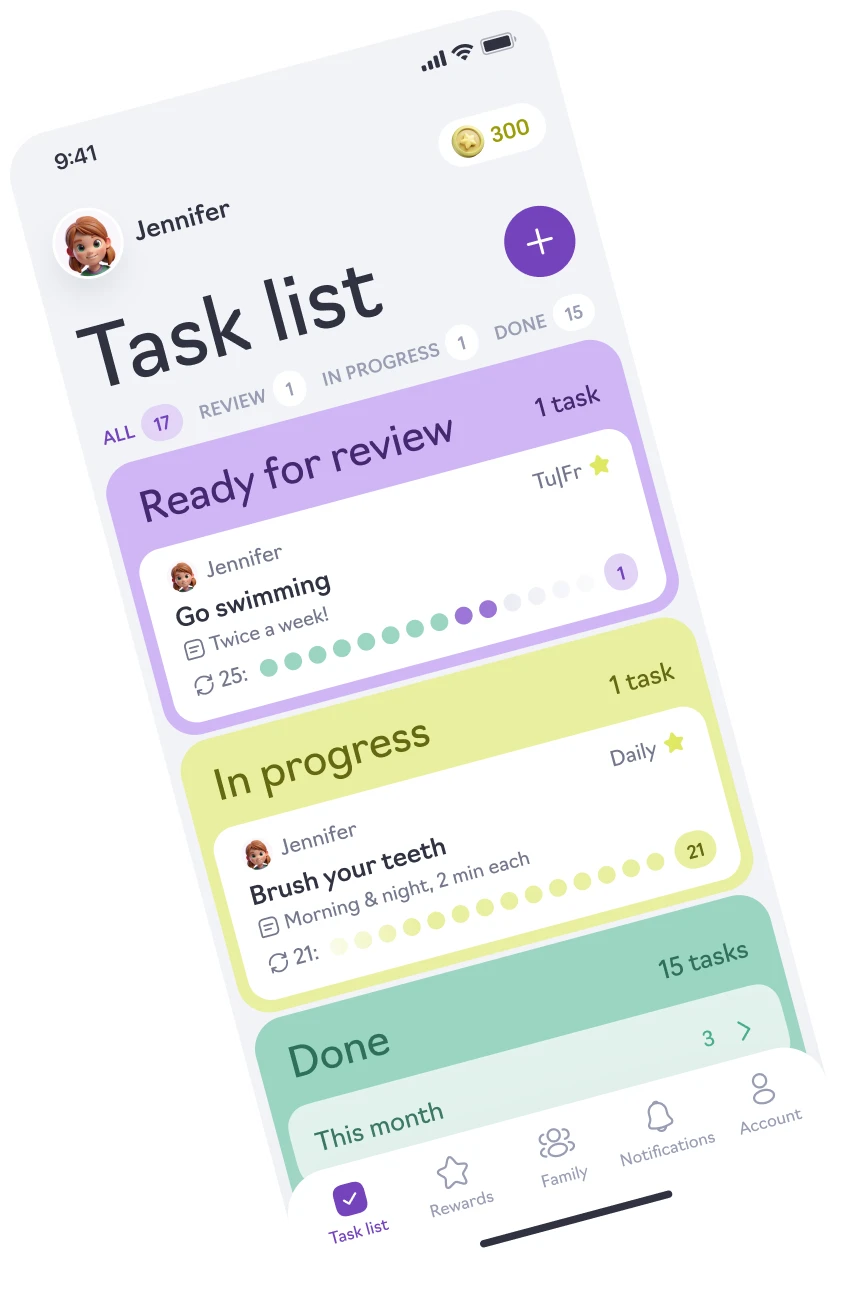 9:41
300
Jennifer
Task list
ALL 17 REVIEW 1 IN PROGRESS 1 DONE 15
Ready for review 1 task
Tu|Fr
Jennifer
Go swimming
Twice a week!
25: 1
In progress 1 task
Daily
Jennifer
Brush your teeth
Morning & night, 2 min each
21: 21
Done 15 tasks
This month 3
Task list Rewards Family Notifications Account